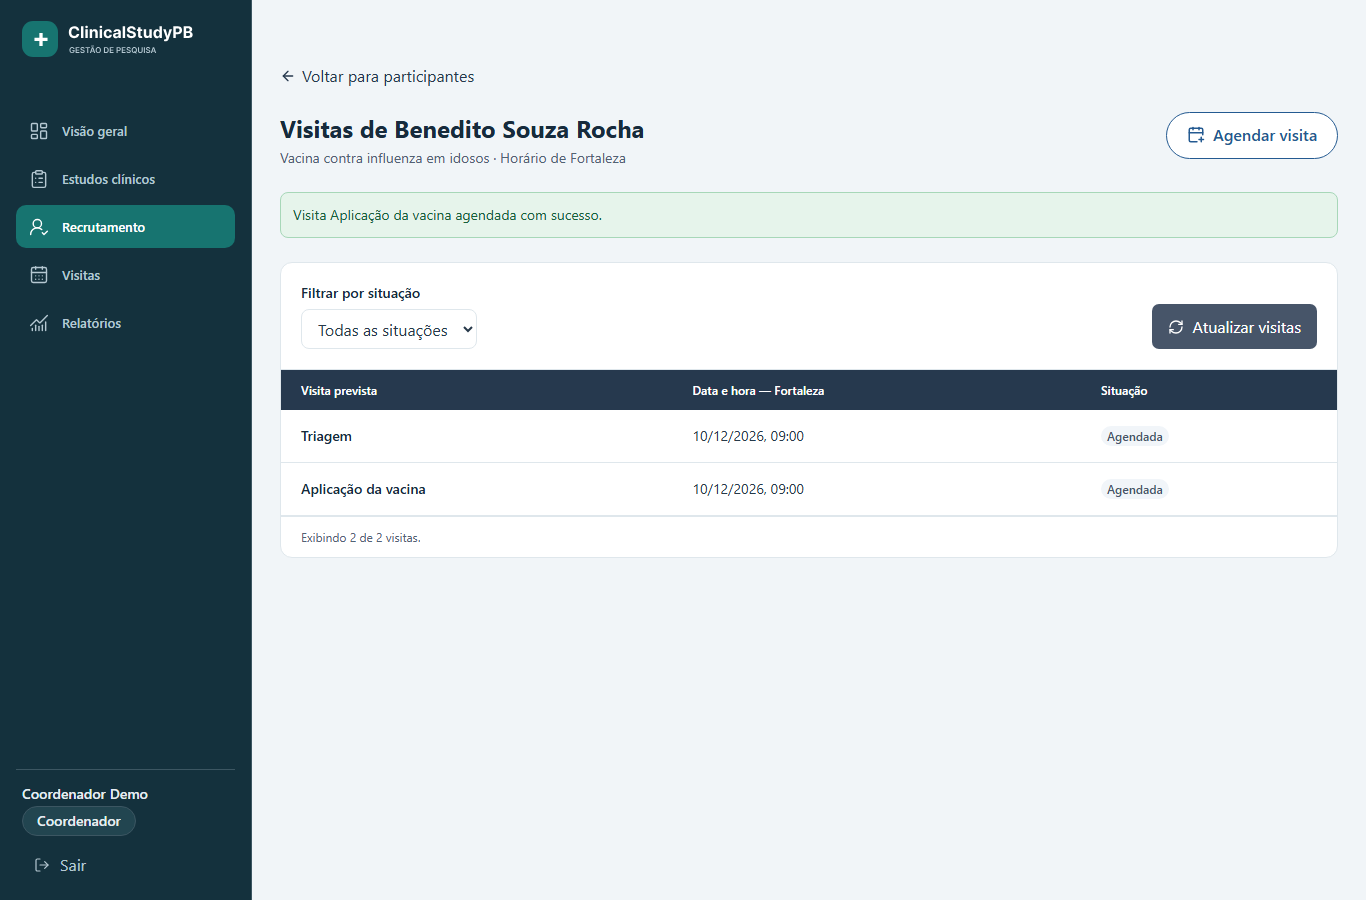 ClinicalStudyPB
GESTÃO DE PESQUISA
Visão geral
Estudos clínicos
Recrutamento
Visitas
Relatórios
Coordenador Demo
Coordenador
Sair
Voltar para participantes
Visitas de Benedito Souza Rocha
Vacina contra influenza em idosos · Horário de Fortaleza
Agendar visita
Visita Aplicação da vacina agendada com sucesso.
Filtrar por situação
Todas as situações
Atualizar visitas
Visita prevista Data e hora — Fortaleza Situação
Triagem 10/12/2026, 09:00 Agendada
Aplicação da vacina 10/12/2026, 09:00 Agendada
Exibindo 2 de 2 visitas.